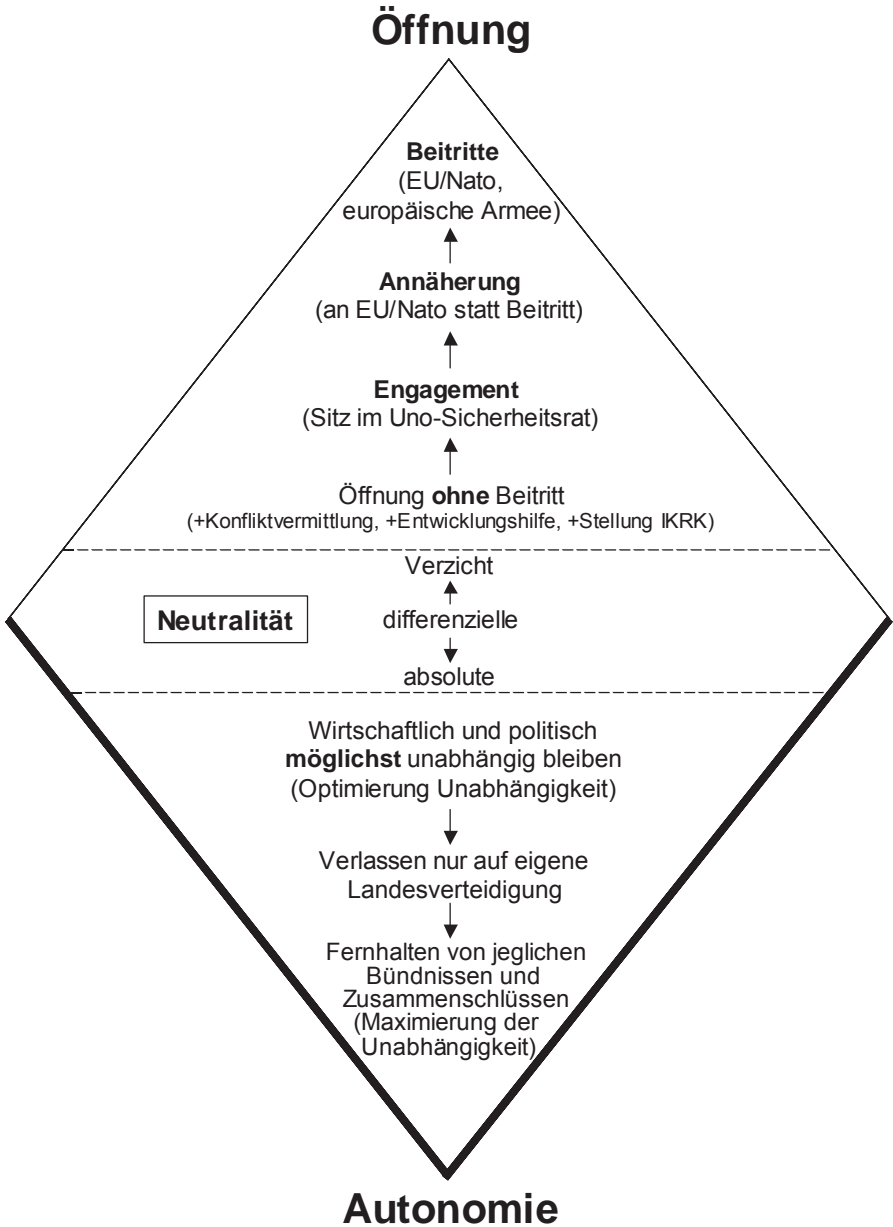 Öffnung
Beitritte
(EU/Nato,
europäische Armee)
Annäherung
(an EU/Nato statt Beitritt)
Engagement
(Sitz im Uno-Sicherheitsrat)
Öffnung ohne Beitritt
(+Konfliktvermittlung, +Entwicklungshilfe, +Stellung IKRK)
Verzicht
Neutralität
differenzielle
absolute
Wirtschaftlich und politisch
möglichst unabhängig bleiben
(Optimierung Unabhängigkeit)
Verlassen nur auf eigene
Landesverteidigung
Fernhalten von jeglichen
Bündnissen und
Zusammenschlüssen
(Maximierung der
Unabhängigkeit)
Autonomie